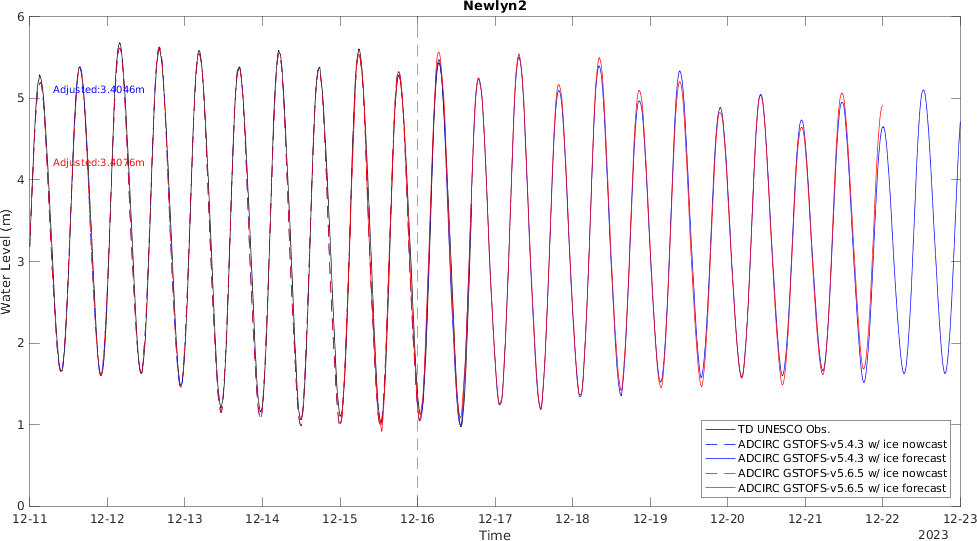 Newlyn2
6
5
4
3
2
1
0
Water Level (m)
Adjusted:3.4046m
Adjusted:3.4076m
TD UNESCO Obs.
ADCIRC GSTOFS-v5.4.3 w/ ice nowcast
ADCIRC GSTOFS-v5.4.3 w/ ice forecast
ADCIRC GSTOFS-v5.6.5 w/ ice nowcast
ADCIRC GSTOFS-v5.6.5 w/ ice forecast
12-11 12-12 12-13 12-14 12-15 12-16 12-17 12-18 12-19 12-20 12-21 12-22 12-23
Time
2023